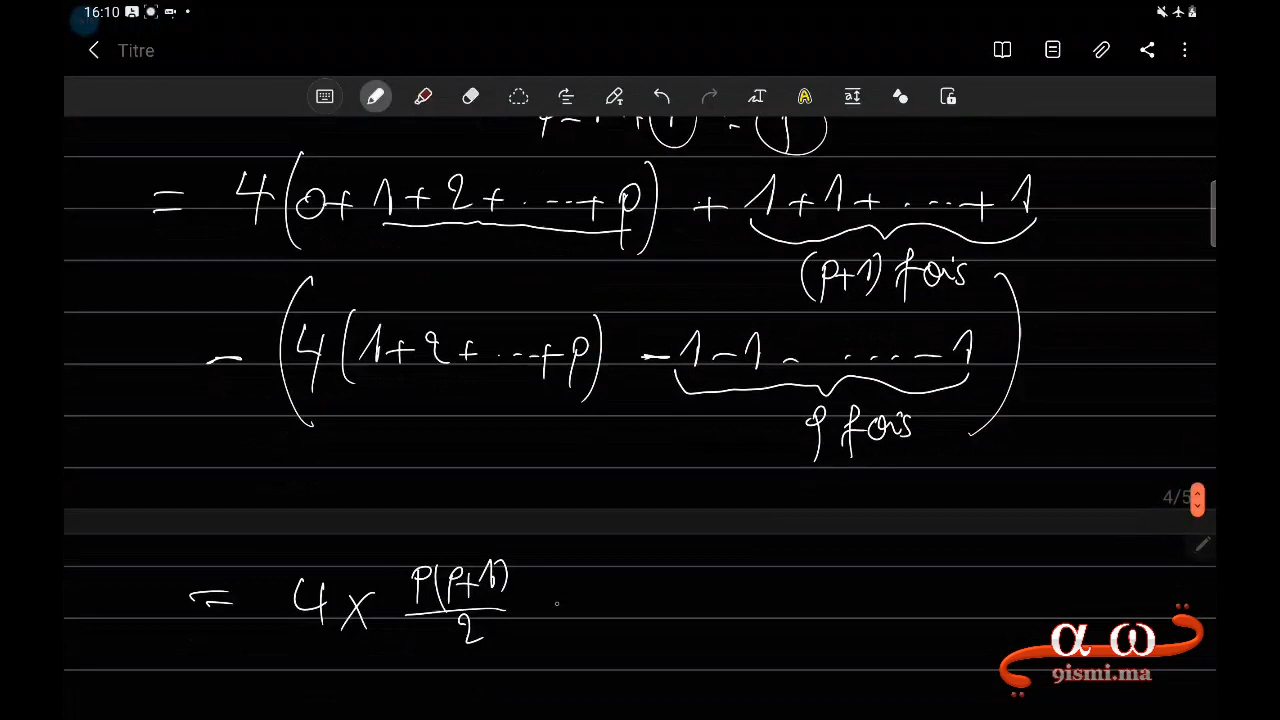 16:10
Titre
= 4(0+1+2+...+p) + 1+1+...+1
(p+1) fois
- (4(1+2+...+p) -1-1-...-1)
p fois
4/5
= 4 x p(p+1)/2
α ω
9ismi.ma